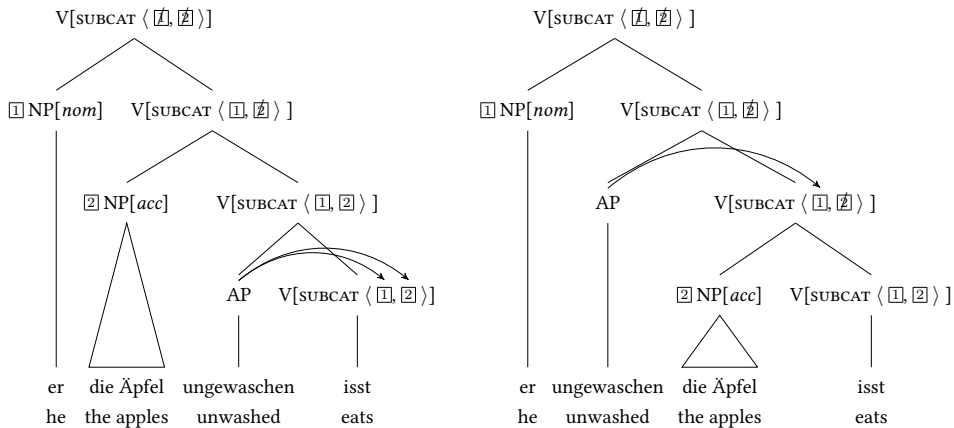 V[SUBCAT ⟨ 1̸, 2̸ ⟩]
1 NP[nom] V[SUBCAT ⟨ 1, 2̸ ⟩ ]
2 NP[acc] V[SUBCAT ⟨ 1, 2 ⟩ ]
AP V[SUBCAT ⟨ 1, 2 ⟩]
er die Äpfel ungewaschen isst
he the apples unwashed eats
V[SUBCAT ⟨ 1̸, 2̸ ⟩ ]
1 NP[nom] V[SUBCAT ⟨ 1, 2̸ ⟩ ]
AP V[SUBCAT ⟨ 1, 2̸ ⟩ ]
2 NP[acc] V[SUBCAT ⟨ 1, 2 ⟩ ]
er ungewaschen die Äpfel isst
he unwashed the apples eats